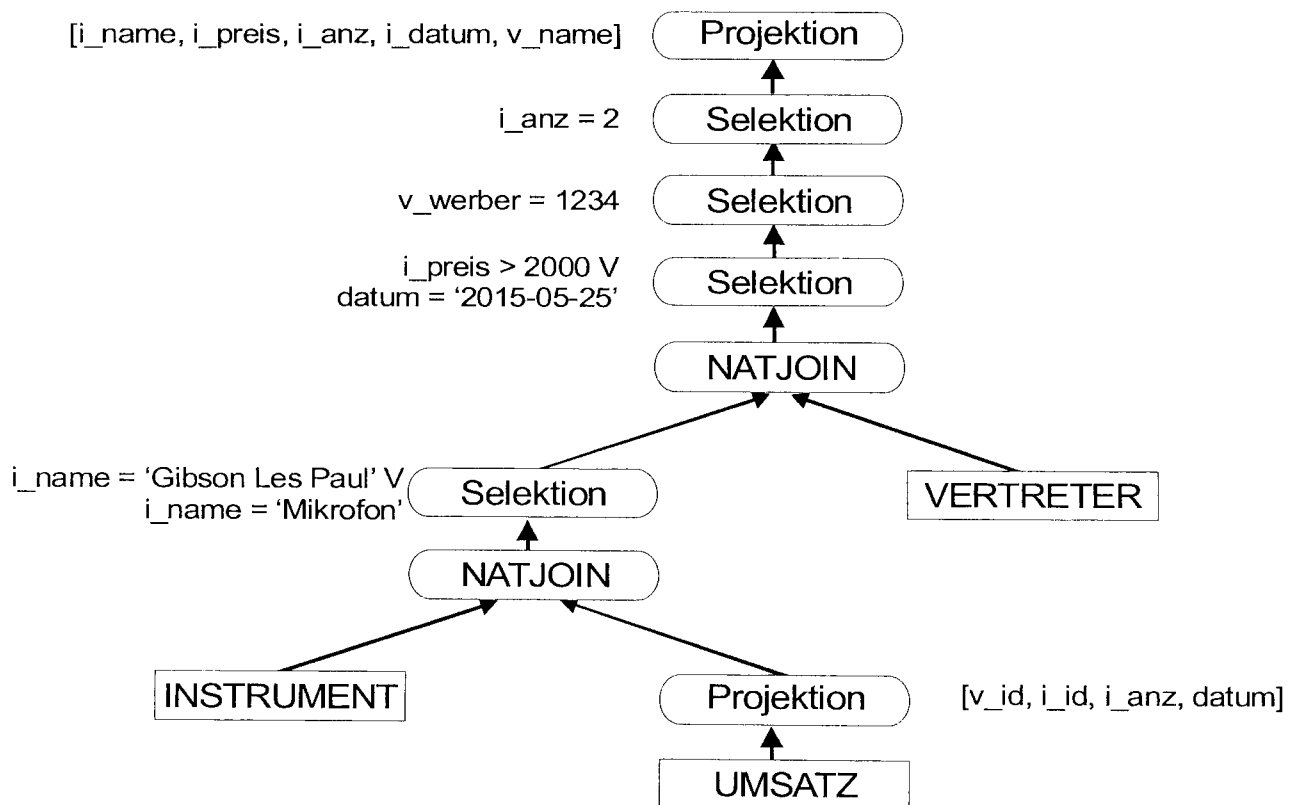 [i_name, i_preis, i_anz, i_datum, v_name]
Projektion
i_anz = 2
Selektion
v_werber = 1234
Selektion
i_preis > 2000 V
datum = ‘2015-05-25’
Selektion
NATJOIN
i_name = ‘Gibson Les Paul’ V
i_name = ‘Mikrofon’
Selektion
VERTRETER
NATJOIN
INSTRUMENT
Projektion
[v_id, i_id, i_anz, datum]
UMSATZ